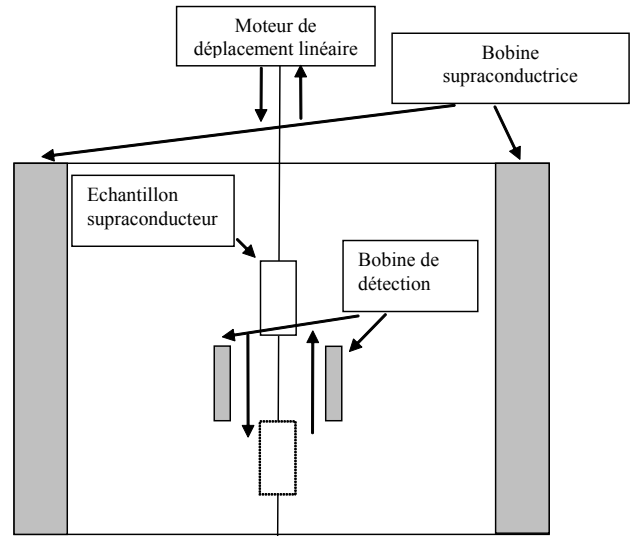 Moteur de
déplacement linéaire
Bobine
supraconductrice
Echantillon
supraconducteur
Bobine de
détection